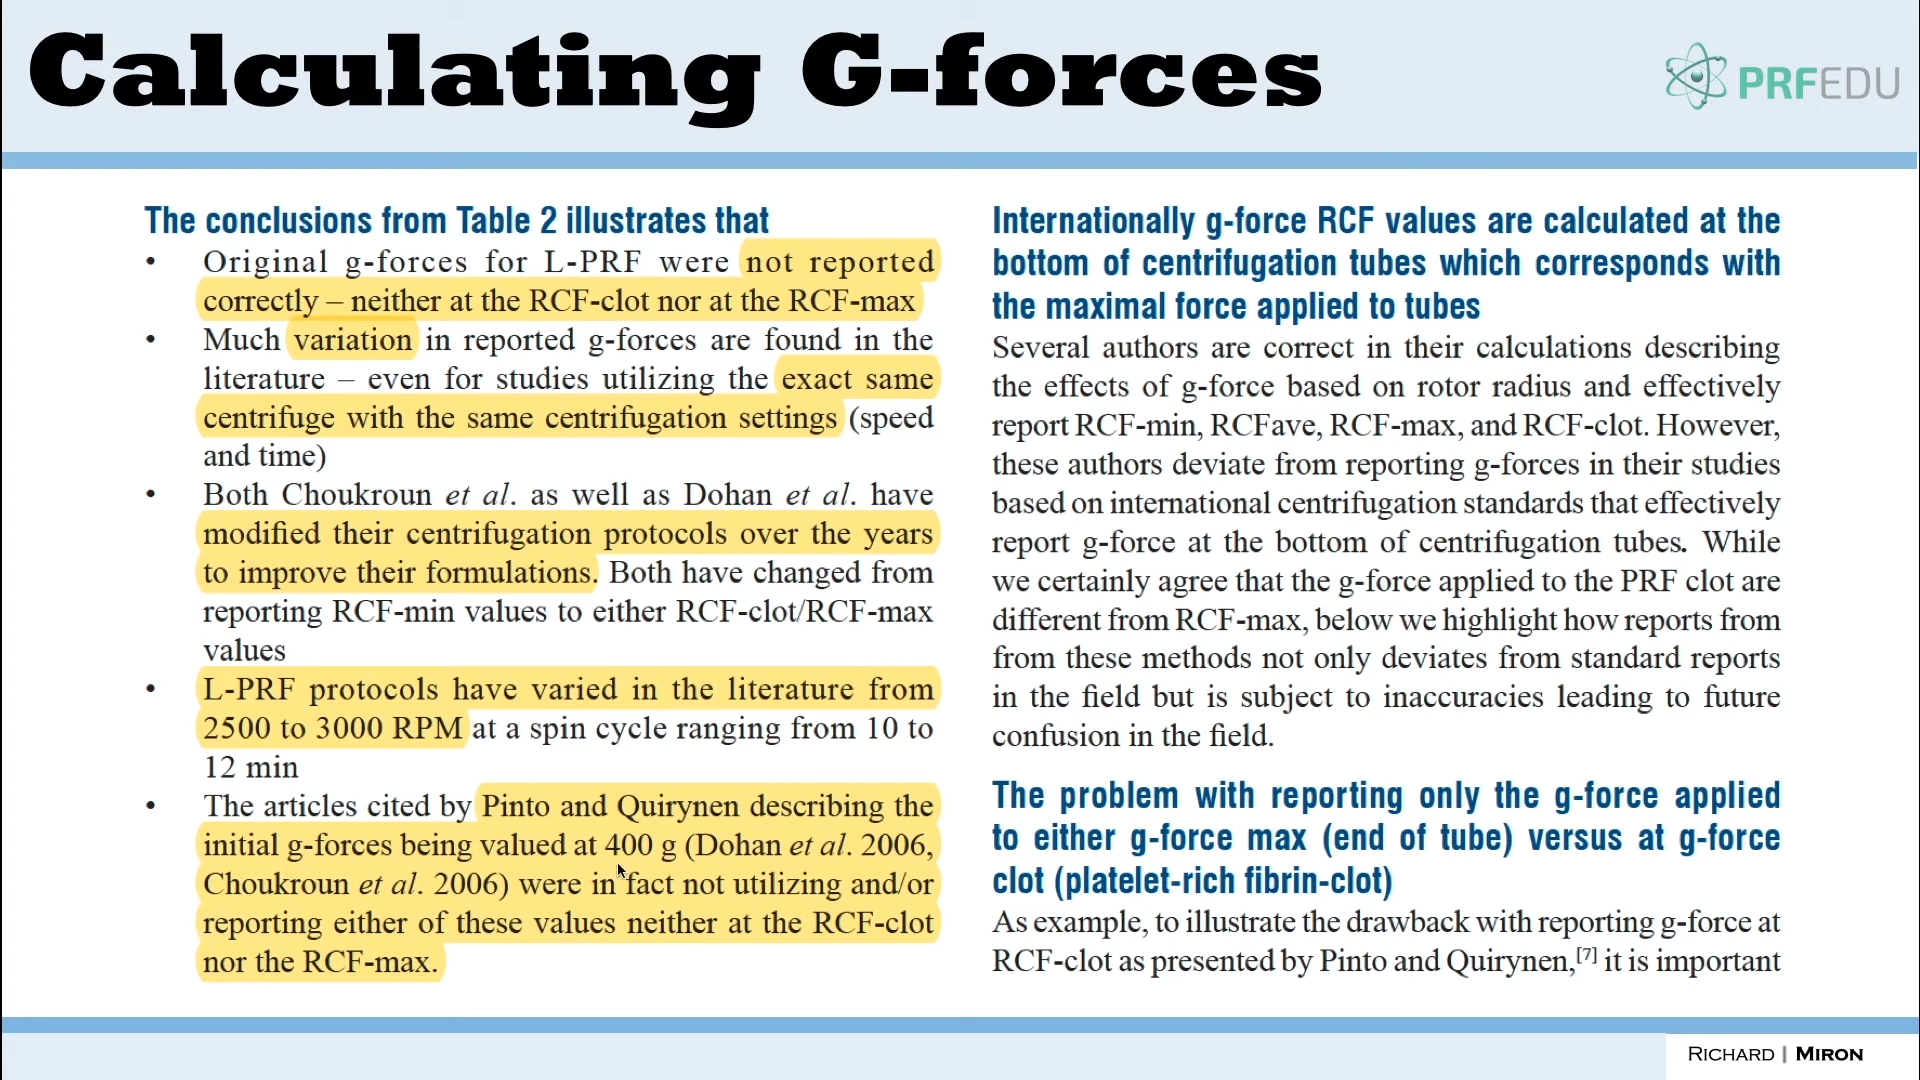 Calculating G-forces
PRFEDU
The conclusions from Table 2 illustrates that
• Original g-forces for L-PRF were not reported
correctly – neither at the RCF-clot nor at the RCF-max
• Much variation in reported g-forces are found in the
literature – even for studies utilizing the exact same
centrifuge with the same centrifugation settings (speed
and time)
• Both Choukroun et al. as well as Dohan et al. have
modified their centrifugation protocols over the years
to improve their formulations. Both have changed from
reporting RCF-min values to either RCF-clot/RCF-max
values
• L-PRF protocols have varied in the literature from
2500 to 3000 RPM at a spin cycle ranging from 10 to
12 min
• The articles cited by Pinto and Quirynen describing the
initial g-forces being valued at 400 g (Dohan et al. 2006,
Choukroun et al. 2006) were in fact not utilizing and/or
reporting either of these values neither at the RCF-clot
nor the RCF-max.
Internationally g-force RCF values are calculated at the
bottom of centrifugation tubes which corresponds with
the maximal force applied to tubes
Several authors are correct in their calculations describing
the effects of g-force based on rotor radius and effectively
report RCF-min, RCFave, RCF-max, and RCF-clot. However,
these authors deviate from reporting g-forces in their studies
based on international centrifugation standards that effectively
report g-force at the bottom of centrifugation tubes. While
we certainly agree that the g-force applied to the PRF clot are
different from RCF-max, below we highlight how reports from
from these methods not only deviates from standard reports
in the field but is subject to inaccuracies leading to future
confusion in the field.
The problem with reporting only the g-force applied
to either g-force max (end of tube) versus at g-force
clot (platelet-rich fibrin-clot)
As example, to illustrate the drawback with reporting g-force at
RCF-clot as presented by Pinto and Quirynen,[7] it is important
RICHARD | MIRON